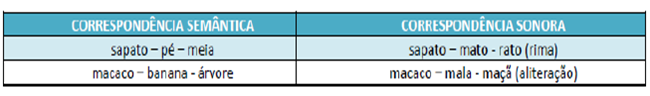 CORRESPONDÊNCIA SEMÂNTICA CORRESPONDÊNCIA SONORA
sapato – pé – meia sapato – mato - rato (rima)
macaco – banana - árvore macaco – mala - maçã (aliteração)